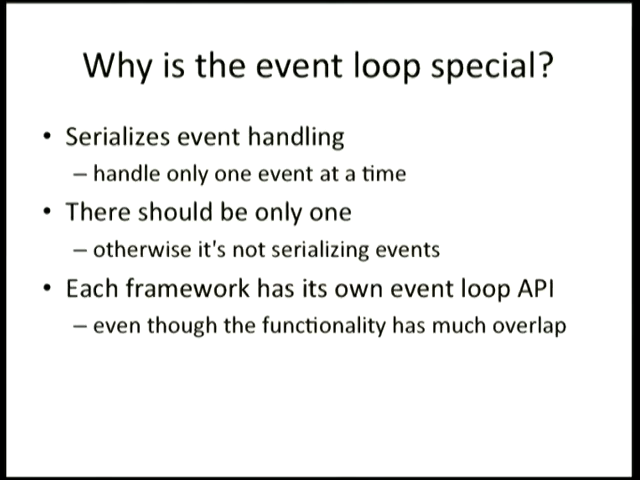 Why is the event loop special?
• Serializes event handling
– handle only one event at a time
• There should be only one
– otherwise it's not serializing events
• Each framework has its own event loop API
– even though the functionality has much overlap